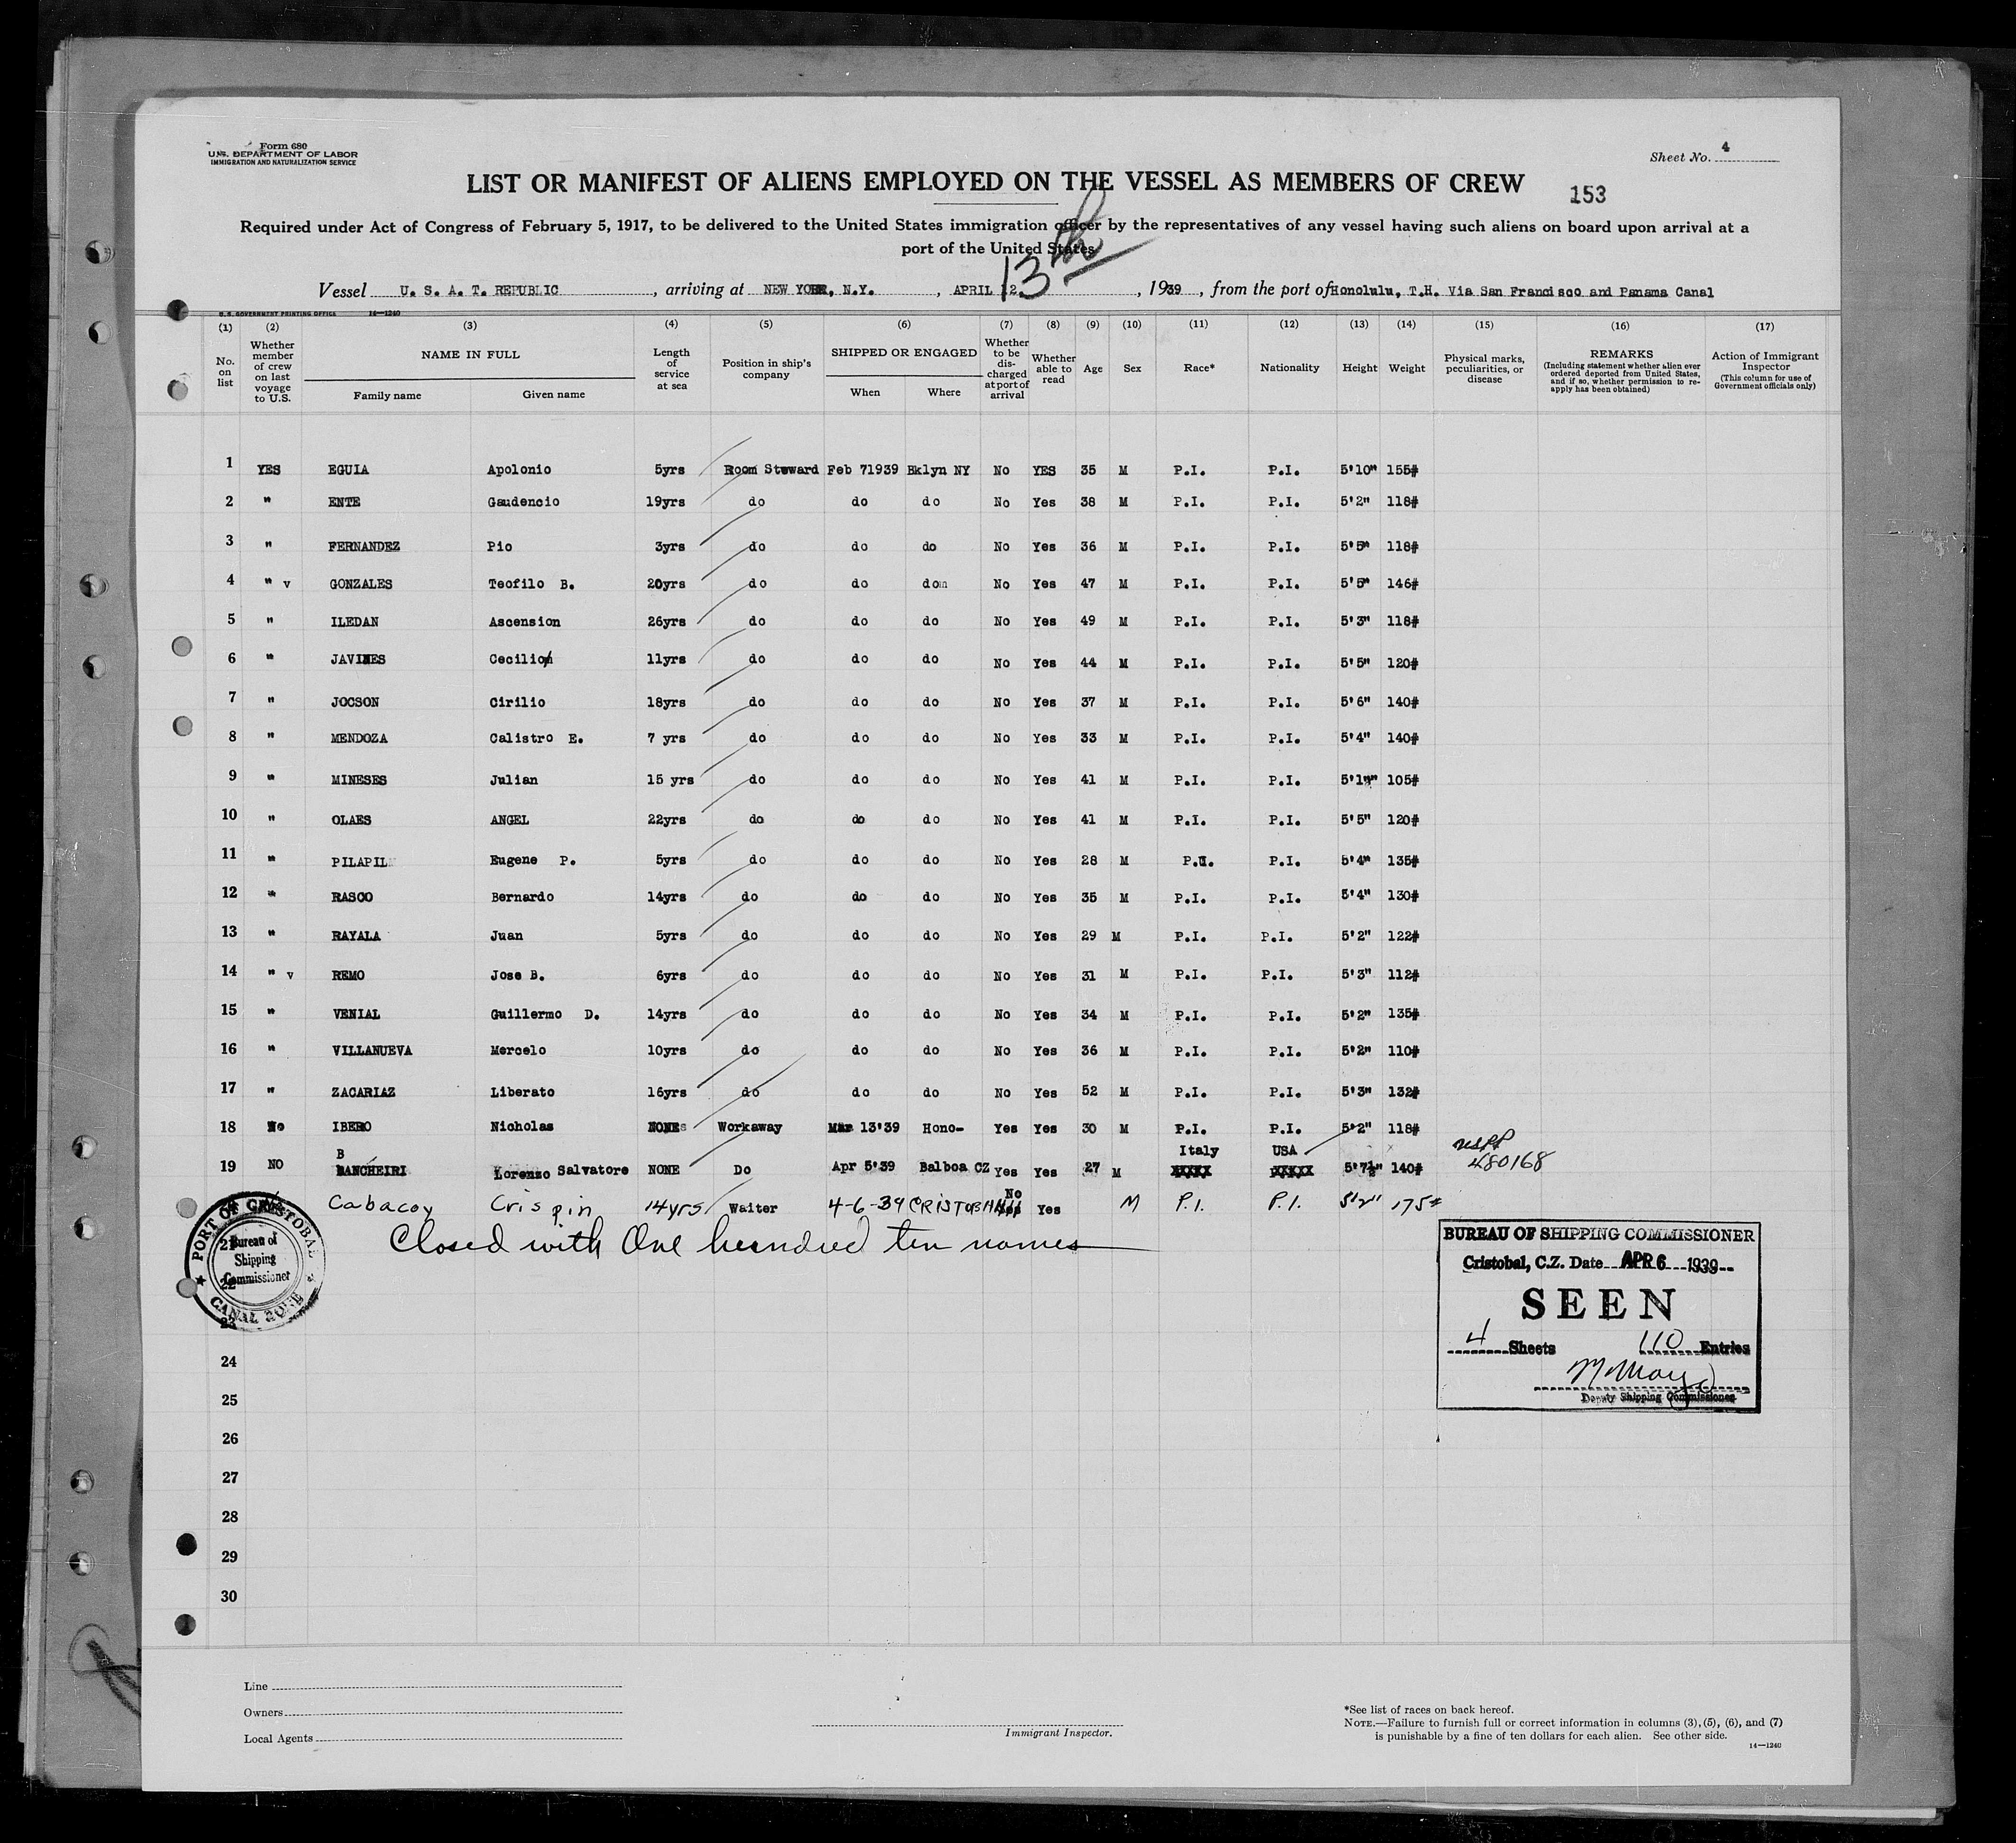 Form 680
U.S. DEPARTMENT OF LABOR
IMMIGRATION AND NATURALIZATION SERVICE
Sheet No. 4
LIST OR MANIFEST OF ALIENS EMPLOYED ON THE VESSEL AS MEMBERS OF CREW
153
Required under Act of Congress of February 5, 1917, to be delivered to the United States immigration officer by the representatives of any vessel having such aliens on board upon arrival at a
port of the United States
13th
Vessel U. S. A. T. REPUBLIC, arriving at NEW YORK, N.Y., APRIL 12, 1939, from the port of Honolulu, T.H. Via San Francisco and Panama Canal
U. S. GOVERNMENT PRINTING OFFICE 14—1240
(1) (2) (3) (4) (5) (6) (7) (8) (9) (10) (11) (12) (13) (14) (15) (16) (17)
No. on list
Whether member of crew on last voyage to U.S.
NAME IN FULL
Family name Given name
Length of service at sea
Position in ship's company
SHIPPED OR ENGAGED
When Where
Whether to be discharged at port of arrival
Whether able to read
Age Sex Race* Nationality Height Weight
Physical marks, peculiarities, or disease
REMARKS
(Including statement whether alien ever ordered deported from United States, and if so, whether permission to reapply has been obtained)
Action of Immigrant Inspector
(This column for use of Government officials only)
1 YES EGUIA Apolonio 5yrs Room Steward Feb 71939 Bklyn NY No YES 35 M P.I. P.I. 5'10" 155#
2 " ENTE Gaudencio 19yrs do do do No Yes 38 M P.I. P.I. 5'2" 118#
3 " FERNANDEZ Pio 3yrs do do do No Yes 36 M P.I. P.I. 5'5" 118#
4 " v GONZALES Teofilo B. 20yrs do do do No Yes 47 M P.I. P.I. 5'5" 146#
5 " ILEDAN Ascension 26yrs do do do No Yes 49 M P.I. P.I. 5'3" 118#
6 " JAVINES Cecilio 11yrs do do do No Yes 44 M P.I. P.I. 5'5" 120#
7 " JOCSON Cirilio 18yrs do do do No Yes 37 M P.I. P.I. 5'6" 140#
8 " MENDOZA Calistro E. 7 yrs do do do No Yes 33 M P.I. P.I. 5'4" 140#
9 " MINESES Julian 15 yrs do do do No Yes 41 M P.I. P.I. 5'1" 105#
10 " OLAES ANGEL 22yrs do do do No Yes 41 M P.I. P.I. 5'5" 120#
11 " PILAPIL Eugene P. 5yrs do do do No Yes 28 M P.I. P.I. 5'4" 135#
12 " RASCO Bernardo 14yrs do do do No Yes 35 M P.I. P.I. 5'4" 130#
13 " RAYALA Juan 5yrs do do do No Yes 29 M P.I. P.I. 5'2" 122#
14 " v REMO Jose B. 6yrs do do do No Yes 31 M P.I. P.I. 5'3" 112#
15 " VENIAL Guillermo D. 14yrs do do do No Yes 34 M P.I. P.I. 5'2" 135#
16 " VILLANUEVA Mercelo 10yrs do do do No Yes 36 M P.I. P.I. 5'2" 110#
17 " ZACARIAZ Liberato 16yrs do do do No Yes 52 M P.I. P.I. 5'3" 132#
18 No IBERO Nicholas NONE Workaway Mar 13'39 Hono- Yes Yes 30 M P.I. P.I. 5'2" 118#
19 NO BANCHEIRI Lorenzo Salvatore NONE Do Apr 5'39 Balboa CZ Yes Yes 27 M Italy USA 5'7½" 140# USPP 480168
Cabacoy Crispin 14yrs Waiter 4-6-39 CRISTOBAL No Yes M P.I. P.I. 5'2" 175#
Closed with One hundred ten names
PORT OF CRISTOBAL
Bureau of
Shipping
Commissioner
CANAL ZONE
21
22
23
24
25
26
27
28
29
30
BUREAU OF SHIPPING COMMISSIONER
Cristobal, C.Z. Date APR 6 1939
SEEN
4 Sheets 110 Entries
Deputy Shipping Commissioner
Line
Owners
Local Agents
Immigrant Inspector.
*See list of races on back hereof.
NOTE.—Failure to furnish full or correct information in columns (3), (5), (6), and (7)
is punishable by a fine of ten dollars for each alien. See other side.
14—1240